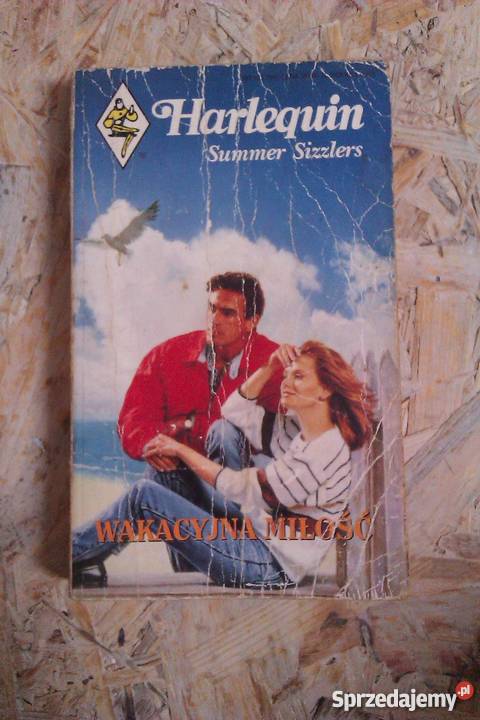 Harlequin
Summer Sizzlers
WAKACYJNA MIŁOŚĆ
Sprzedajemy.pl